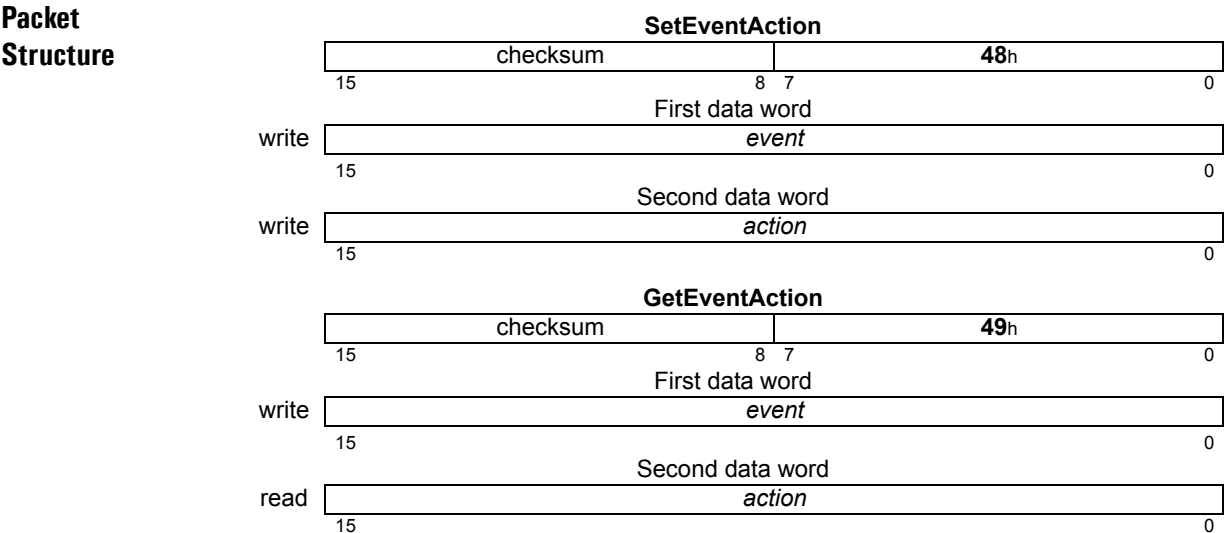 Packet
Structure
SetEventAction
checksum 48h
15 8 7 0
First data word
write event
15 0
Second data word
write action
15 0
GetEventAction
checksum 49h
15 8 7 0
First data word
write event
15 0
Second data word
read action
15 0